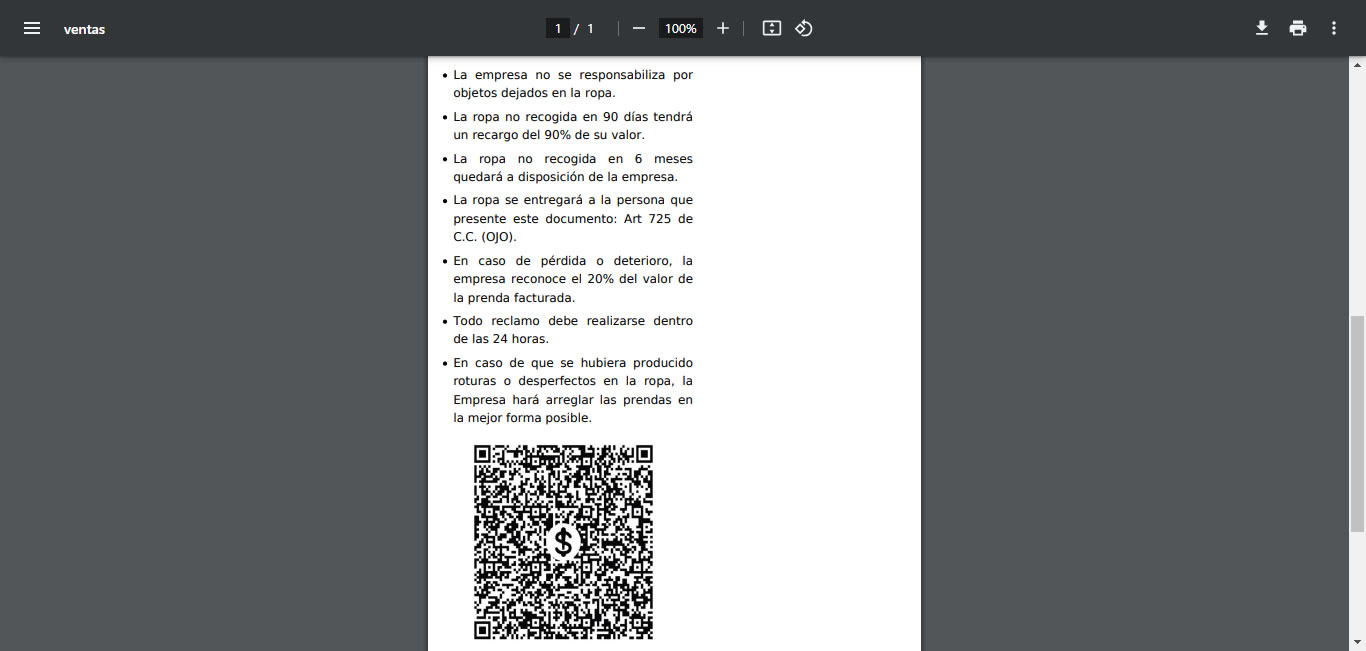 ventas
1 / 1
100%
La empresa no se responsabiliza por
objetos dejados en la ropa.
La ropa no recogida en 90 días tendrá
un recargo del 90% de su valor.
La ropa no recogida en 6 meses
quedará a disposición de la empresa.
La ropa se entregará a la persona que
presente este documento: Art 725 de
C.C. (OJO).
En caso de pérdida o deterioro, la
empresa reconoce el 20% del valor de
la prenda facturada.
Todo reclamo debe realizarse dentro
de las 24 horas.
En caso de que se hubiera producido
roturas o desperfectos en la ropa, la
Empresa hará arreglar las prendas en
la mejor forma posible.
$